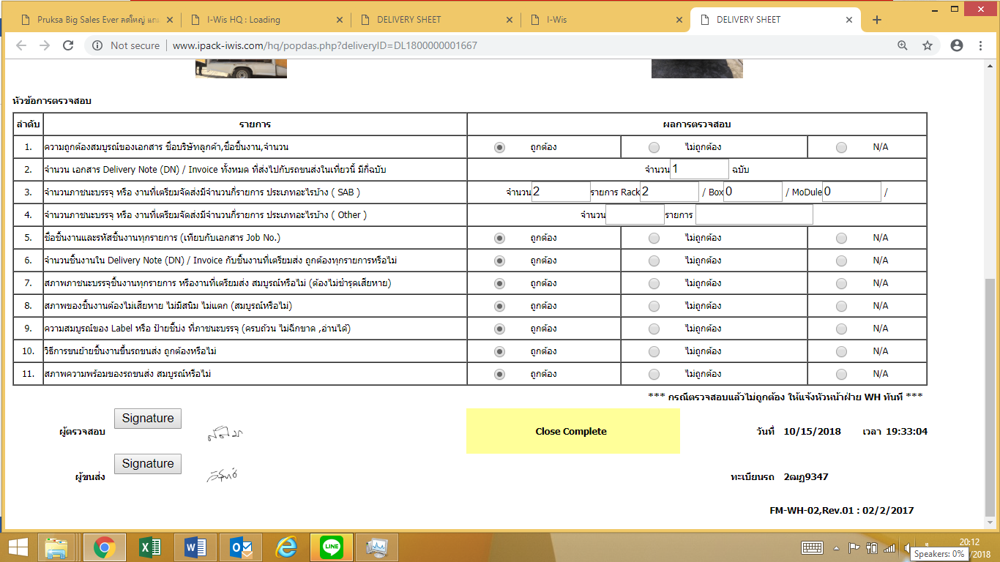 Pruksa Big Sales Ever ลดใหญ่ แถม
I-Wis HQ : Loading
DELIVERY SHEET
I-Wis
DELIVERY SHEET
Not secure | www.ipack-iwis.com/hq/popdas.php?deliveryID=DL1800000001667
หัวข้อการตรวจสอบ
ลำดับ รายการ ผลการตรวจสอบ
1. ความถูกต้องสมบูรณ์ของเอกสาร ชื่อบริษัทลูกค้า,ชื่อชิ้นงาน,จำนวน ถูกต้อง ไม่ถูกต้อง N/A
2. จำนวน เอกสาร Delivery Note (DN) / Invoice ทั้งหมด ที่ส่งไปกับรถขนส่งในเที่ยวนี้ มีกี่ฉบับ จำนวน 1 ฉบับ
3. จำนวนภาชนะบรรจุ หรือ งานที่เตรียมจัดส่งมีจำนวนกี่รายการ ประเภทอะไรบ้าง ( SAB ) จำนวน 2 รายการ Rack 2 / Box 0 / MoDule 0 /
4. จำนวนภาชนะบรรจุ หรือ งานที่เตรียมจัดส่งมีจำนวนกี่รายการ ประเภทอะไรบ้าง ( Other ) จำนวน รายการ
5. ชื่อชิ้นงานและรหัสชิ้นงานทุกรายการ (เทียบกับเอกสาร Job No.) ถูกต้อง ไม่ถูกต้อง N/A
6. จำนวนชิ้นงานใน Delivery Note (DN) / Invoice กับชิ้นงานที่เตรียมส่ง ถูกต้องทุกรายการหรือไม่ ถูกต้อง ไม่ถูกต้อง N/A
7. สภาพภาชนะบรรจุชิ้นงานทุกรายการ หรืองานที่เตรียมส่ง สมบูรณ์หรือไม่ (ต้องไม่ชำรุดเสียหาย) ถูกต้อง ไม่ถูกต้อง N/A
8. สภาพของชิ้นงานต้องไม่เสียหาย ไม่มีสนิม ไม่แตก (สมบูรณ์หรือไม่) ถูกต้อง ไม่ถูกต้อง N/A
9. ความสมบูรณ์ของ Label หรือ ป้ายชี้บ่ง ที่ภาชนะบรรจุ (ครบถ้วน ไม่ฉีกขาด ,อ่านได้) ถูกต้อง ไม่ถูกต้อง N/A
10. วิธีการขนย้ายชิ้นงานขึ้นรถขนส่ง ถูกต้องหรือไม่ ถูกต้อง ไม่ถูกต้อง N/A
11. สภาพความพร้อมของรถขนส่ง สมบูรณ์หรือไม่ ถูกต้อง ไม่ถูกต้อง N/A
*** กรณีตรวจสอบแล้วไม่ถูกต้อง ให้แจ้งหัวหน้าฝ่าย WH ทันที ***
ผู้ตรวจสอบ Signature Close Complete วันที่ 10/15/2018 เวลา 19:33:04
ผู้ขนส่ง Signature ทะเบียนรถ 2ฒฎ9347
FM-WH-02,Rev.01 : 02/2/2017
LINE
20:12
/2018
Speakers: 0%